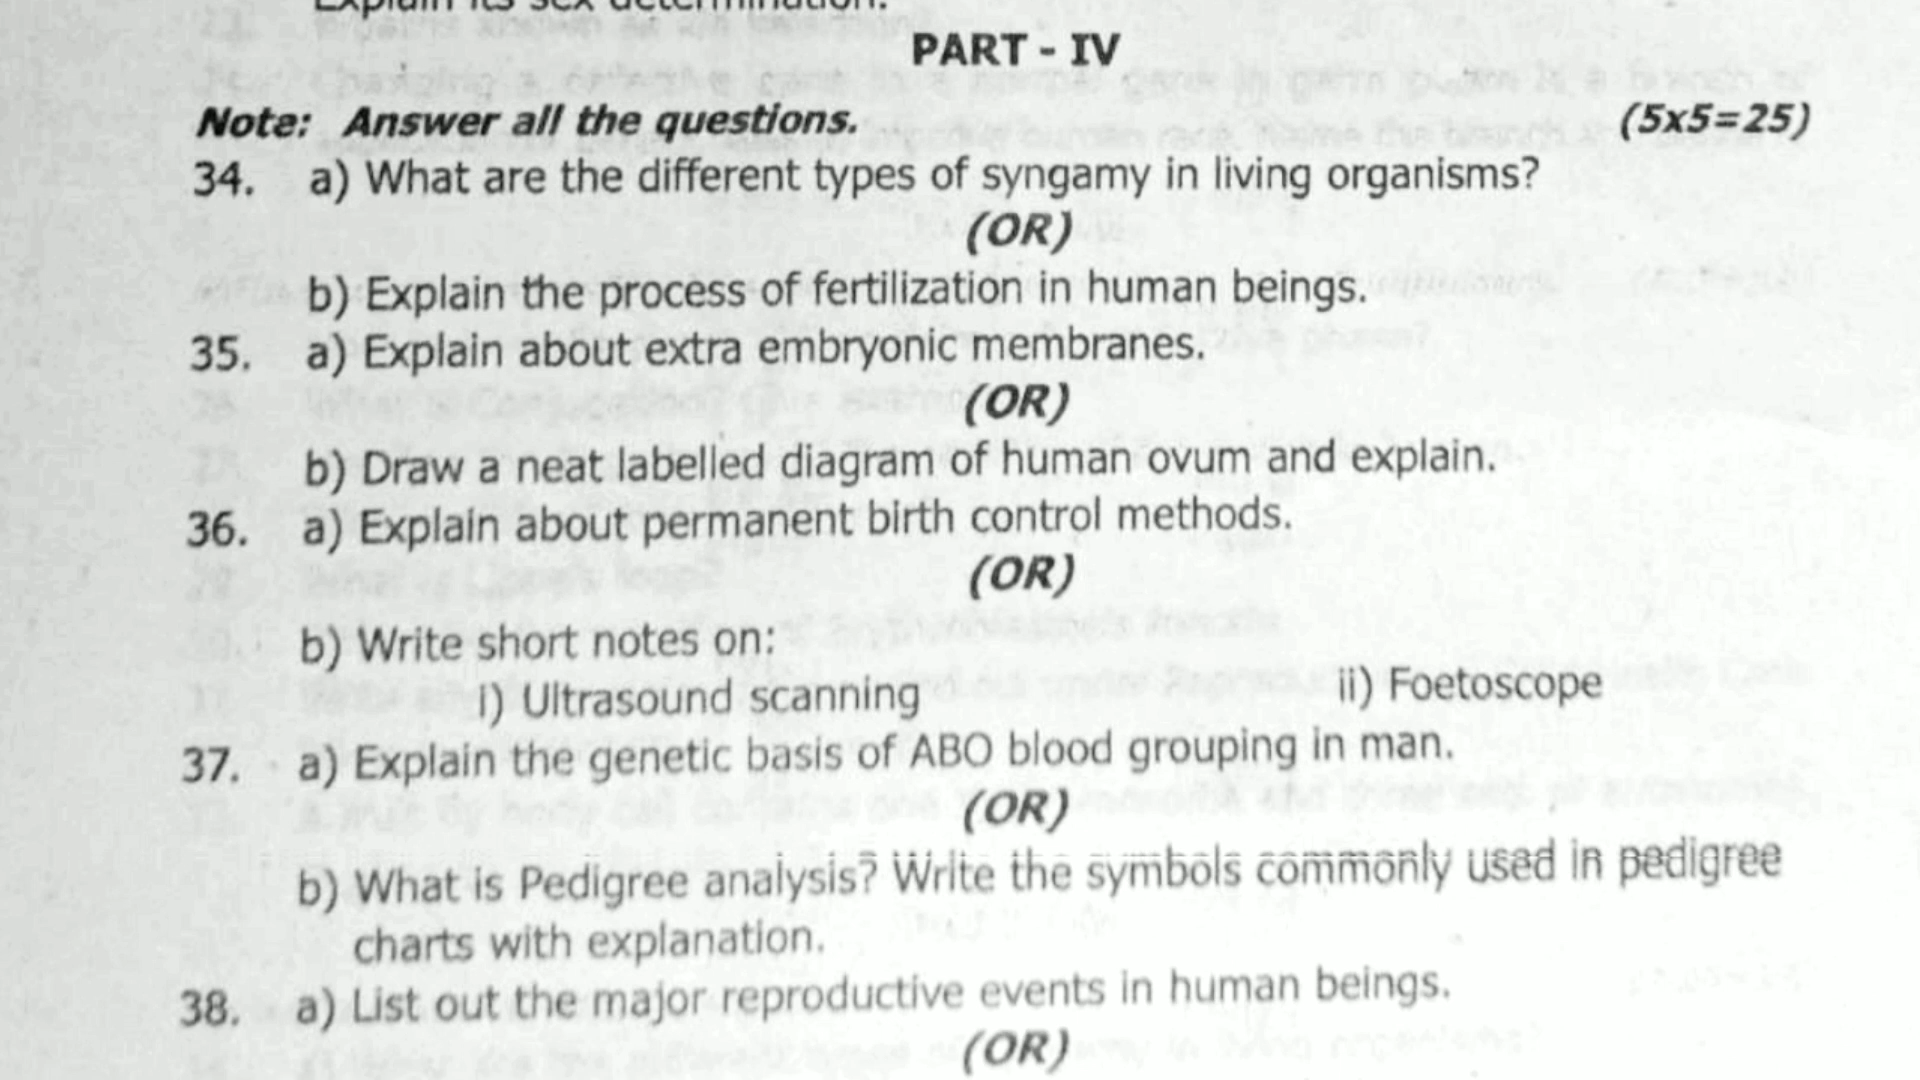 Explain its sex determination.
PART - IV
Note: Answer all the questions. (5x5=25)
34. a) What are the different types of syngamy in living organisms?
(OR)
b) Explain the process of fertilization in human beings.
35. a) Explain about extra embryonic membranes.
(OR)
b) Draw a neat labelled diagram of human ovum and explain.
36. a) Explain about permanent birth control methods.
(OR)
b) Write short notes on:
i) Ultrasound scanning ii) Foetoscope
37. a) Explain the genetic basis of ABO blood grouping in man.
(OR)
b) What is Pedigree analysis? Write the symbols commonly used in pedigree
charts with explanation.
38. a) List out the major reproductive events in human beings.
(OR)